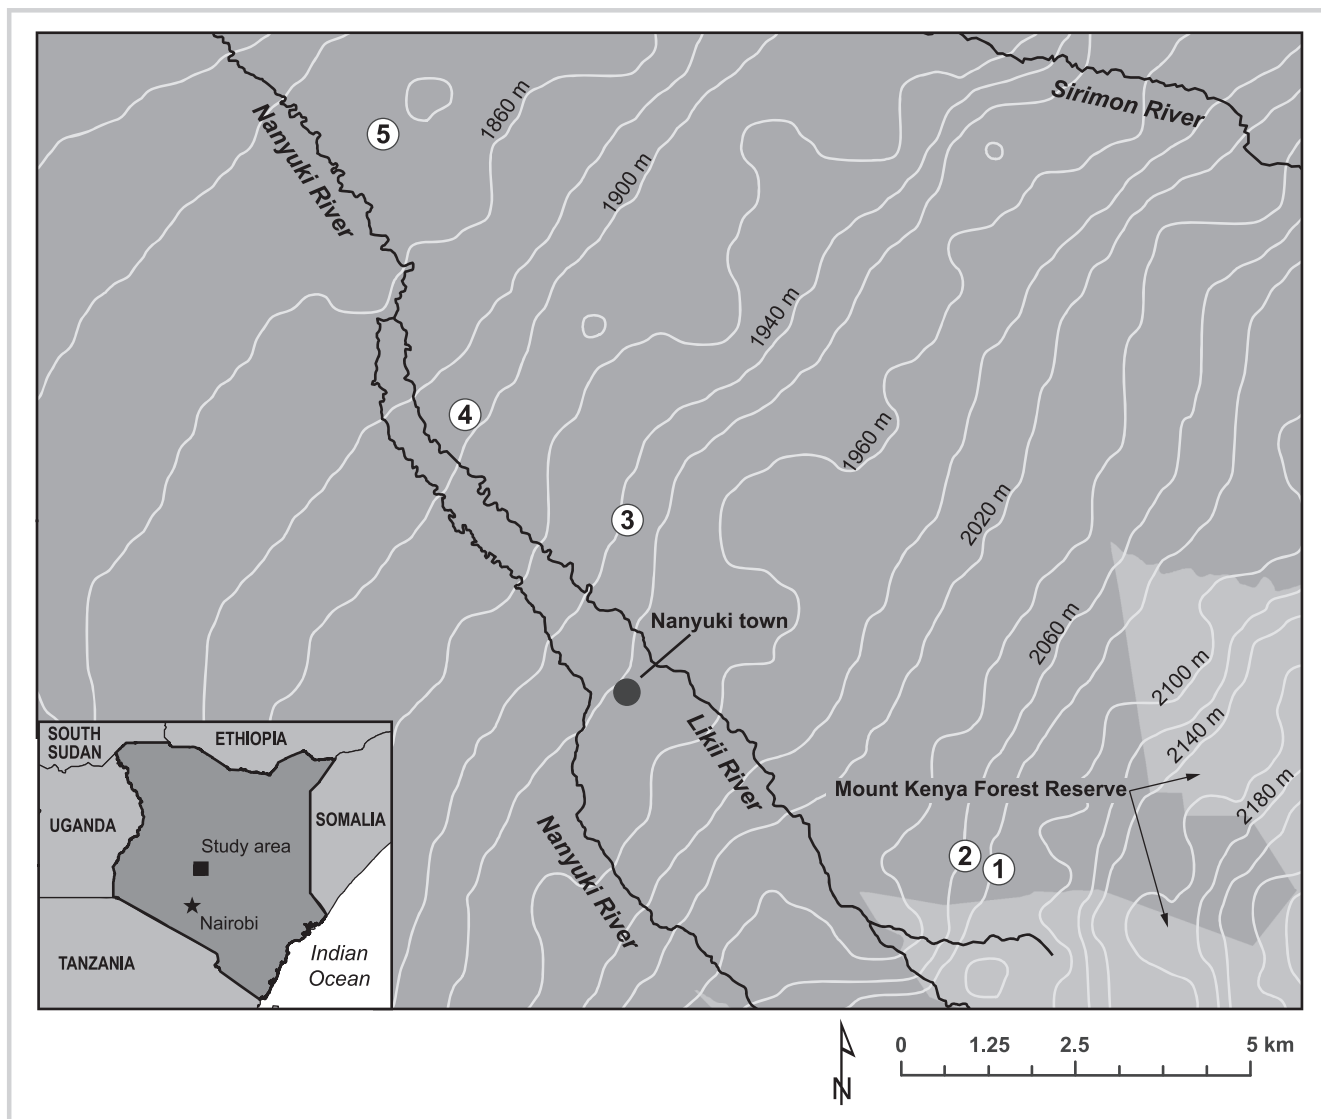 Sirimon River
5
1860 m
Nanyuki River
1900 m
1940 m
4
1960 m
3
2020 m
Nanyuki town
2060 m
2100 m
2140 m
Likii River
Mount Kenya Forest Reserve
2180 m
Nanyuki River
2
1
SOUTH
SUDAN
ETHIOPIA
UGANDA
SOMALIA
Study area
Nairobi
TANZANIA
Indian
Ocean
N
0 1.25 2.5 5 km